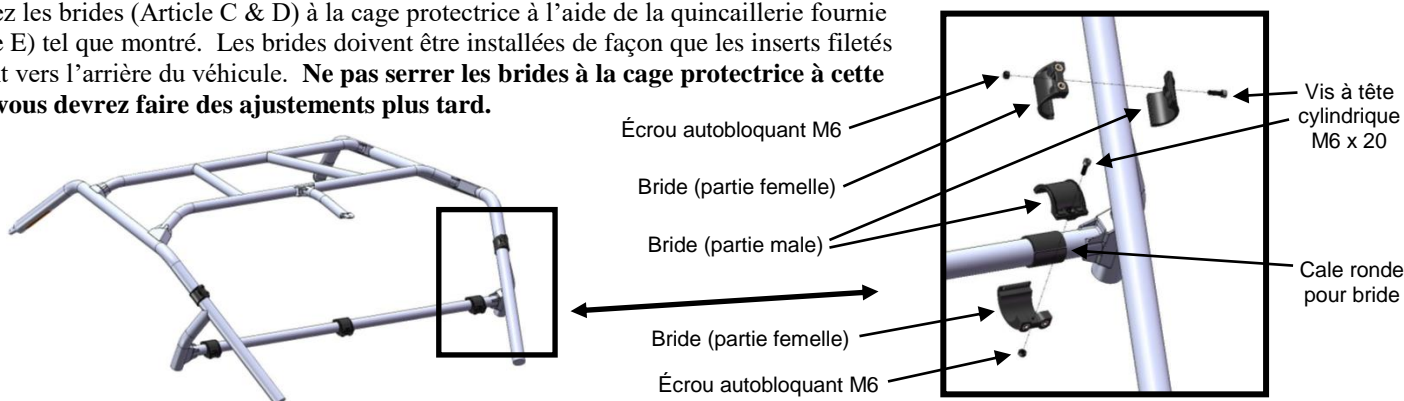 ez les brides (Article C & D) à la cage protectrice à l’aide de la quincaillerie fournie
e E) tel que montré. Les brides doivent être installées de façon que les inserts filetés
t vers l’arrière du véhicule. Ne pas serrer les brides à la cage protectrice à cette
vous devrez faire des ajustements plus tard.
Écrou autobloquant M6
Bride (partie femelle)
Bride (partie male)
Bride (partie femelle)
Écrou autobloquant M6
Vis à tête
cylindrique
M6 x 20
Cale ronde
pour bride